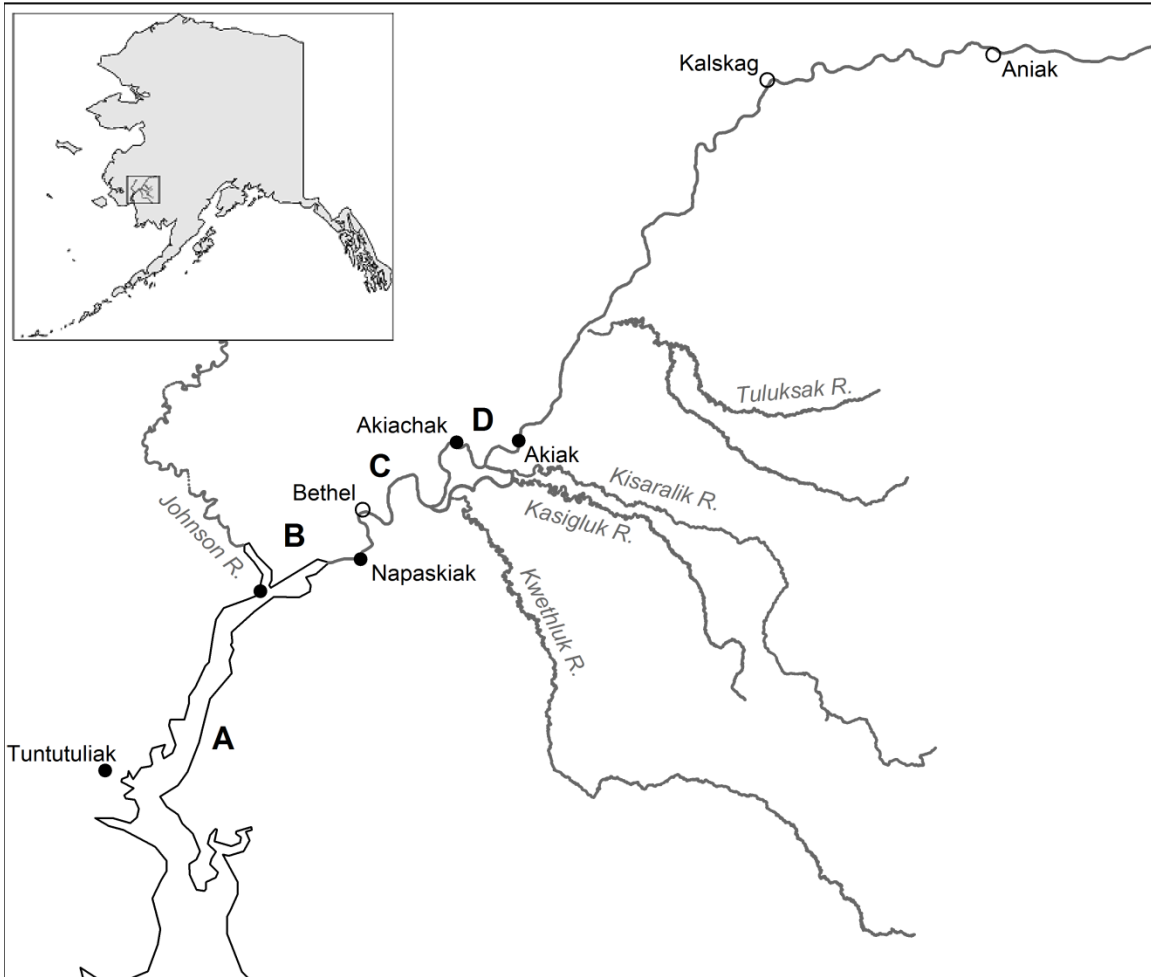 Kalskag
Aniak
Tuluksak R.
Akiachak
D
Akiak
C
Kisaralik R.
Bethel
Kasigluk R.
B
Johnson R.
Napaskiak
Kwethluk R.
A
Tuntutuliak